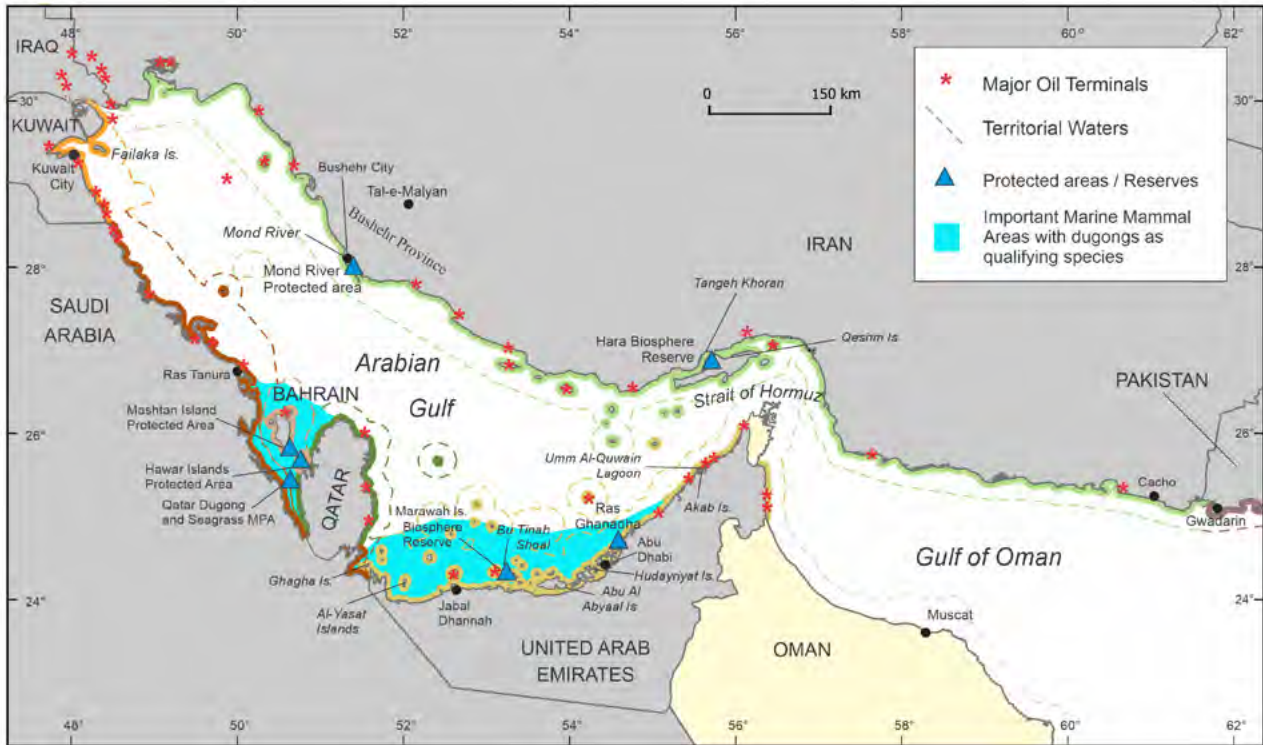 48°
50°
52°
54°
56°
58°
60°
62°
IRAQ
30°
30°
KUWAIT
Failaka Is.
Kuwait
City
0
150 km
Major Oil Terminals
Territorial Waters
Protected areas / Reserves
Important Marine Mammal
Areas with dugongs as
qualifying species
Bushehr City
Tal-e-Malyan
Bushehr Province
Mond River
Mond River
Protected area
IRAN
28°
28°
SAUDI
ARABIA
Tangeh Khoran
Hara Biosphere
Reserve
Qeshm Is.
Arabian
Gulf
Ras Tanura
BAHRAIN
Strait of Hormuz
PAKISTAN
Mashtan Island
Protected Area
26°
26°
Hawar Islands
Protected Area
Qatar Dugong
and Seagrass MPA
QATAR
Umm Al-Quwain
Lagoon
Akab Is.
Cacho
Gwadarin
Marawah Is.
Biosphere
Reserve
Bu Tinah
Shoal
Ras
Ghanadha
Abu
Dhabi
Gulf of Oman
Ghagha Is.
Hudayriyat Is.
Abu Al
Abyaal Is
24°
24°
Al-Yasat
Islands
Jabal
Dhannah
Muscat
UNITED ARAB
EMIRATES
OMAN
48°
50°
52°
54°
56°
58°
60°
62°